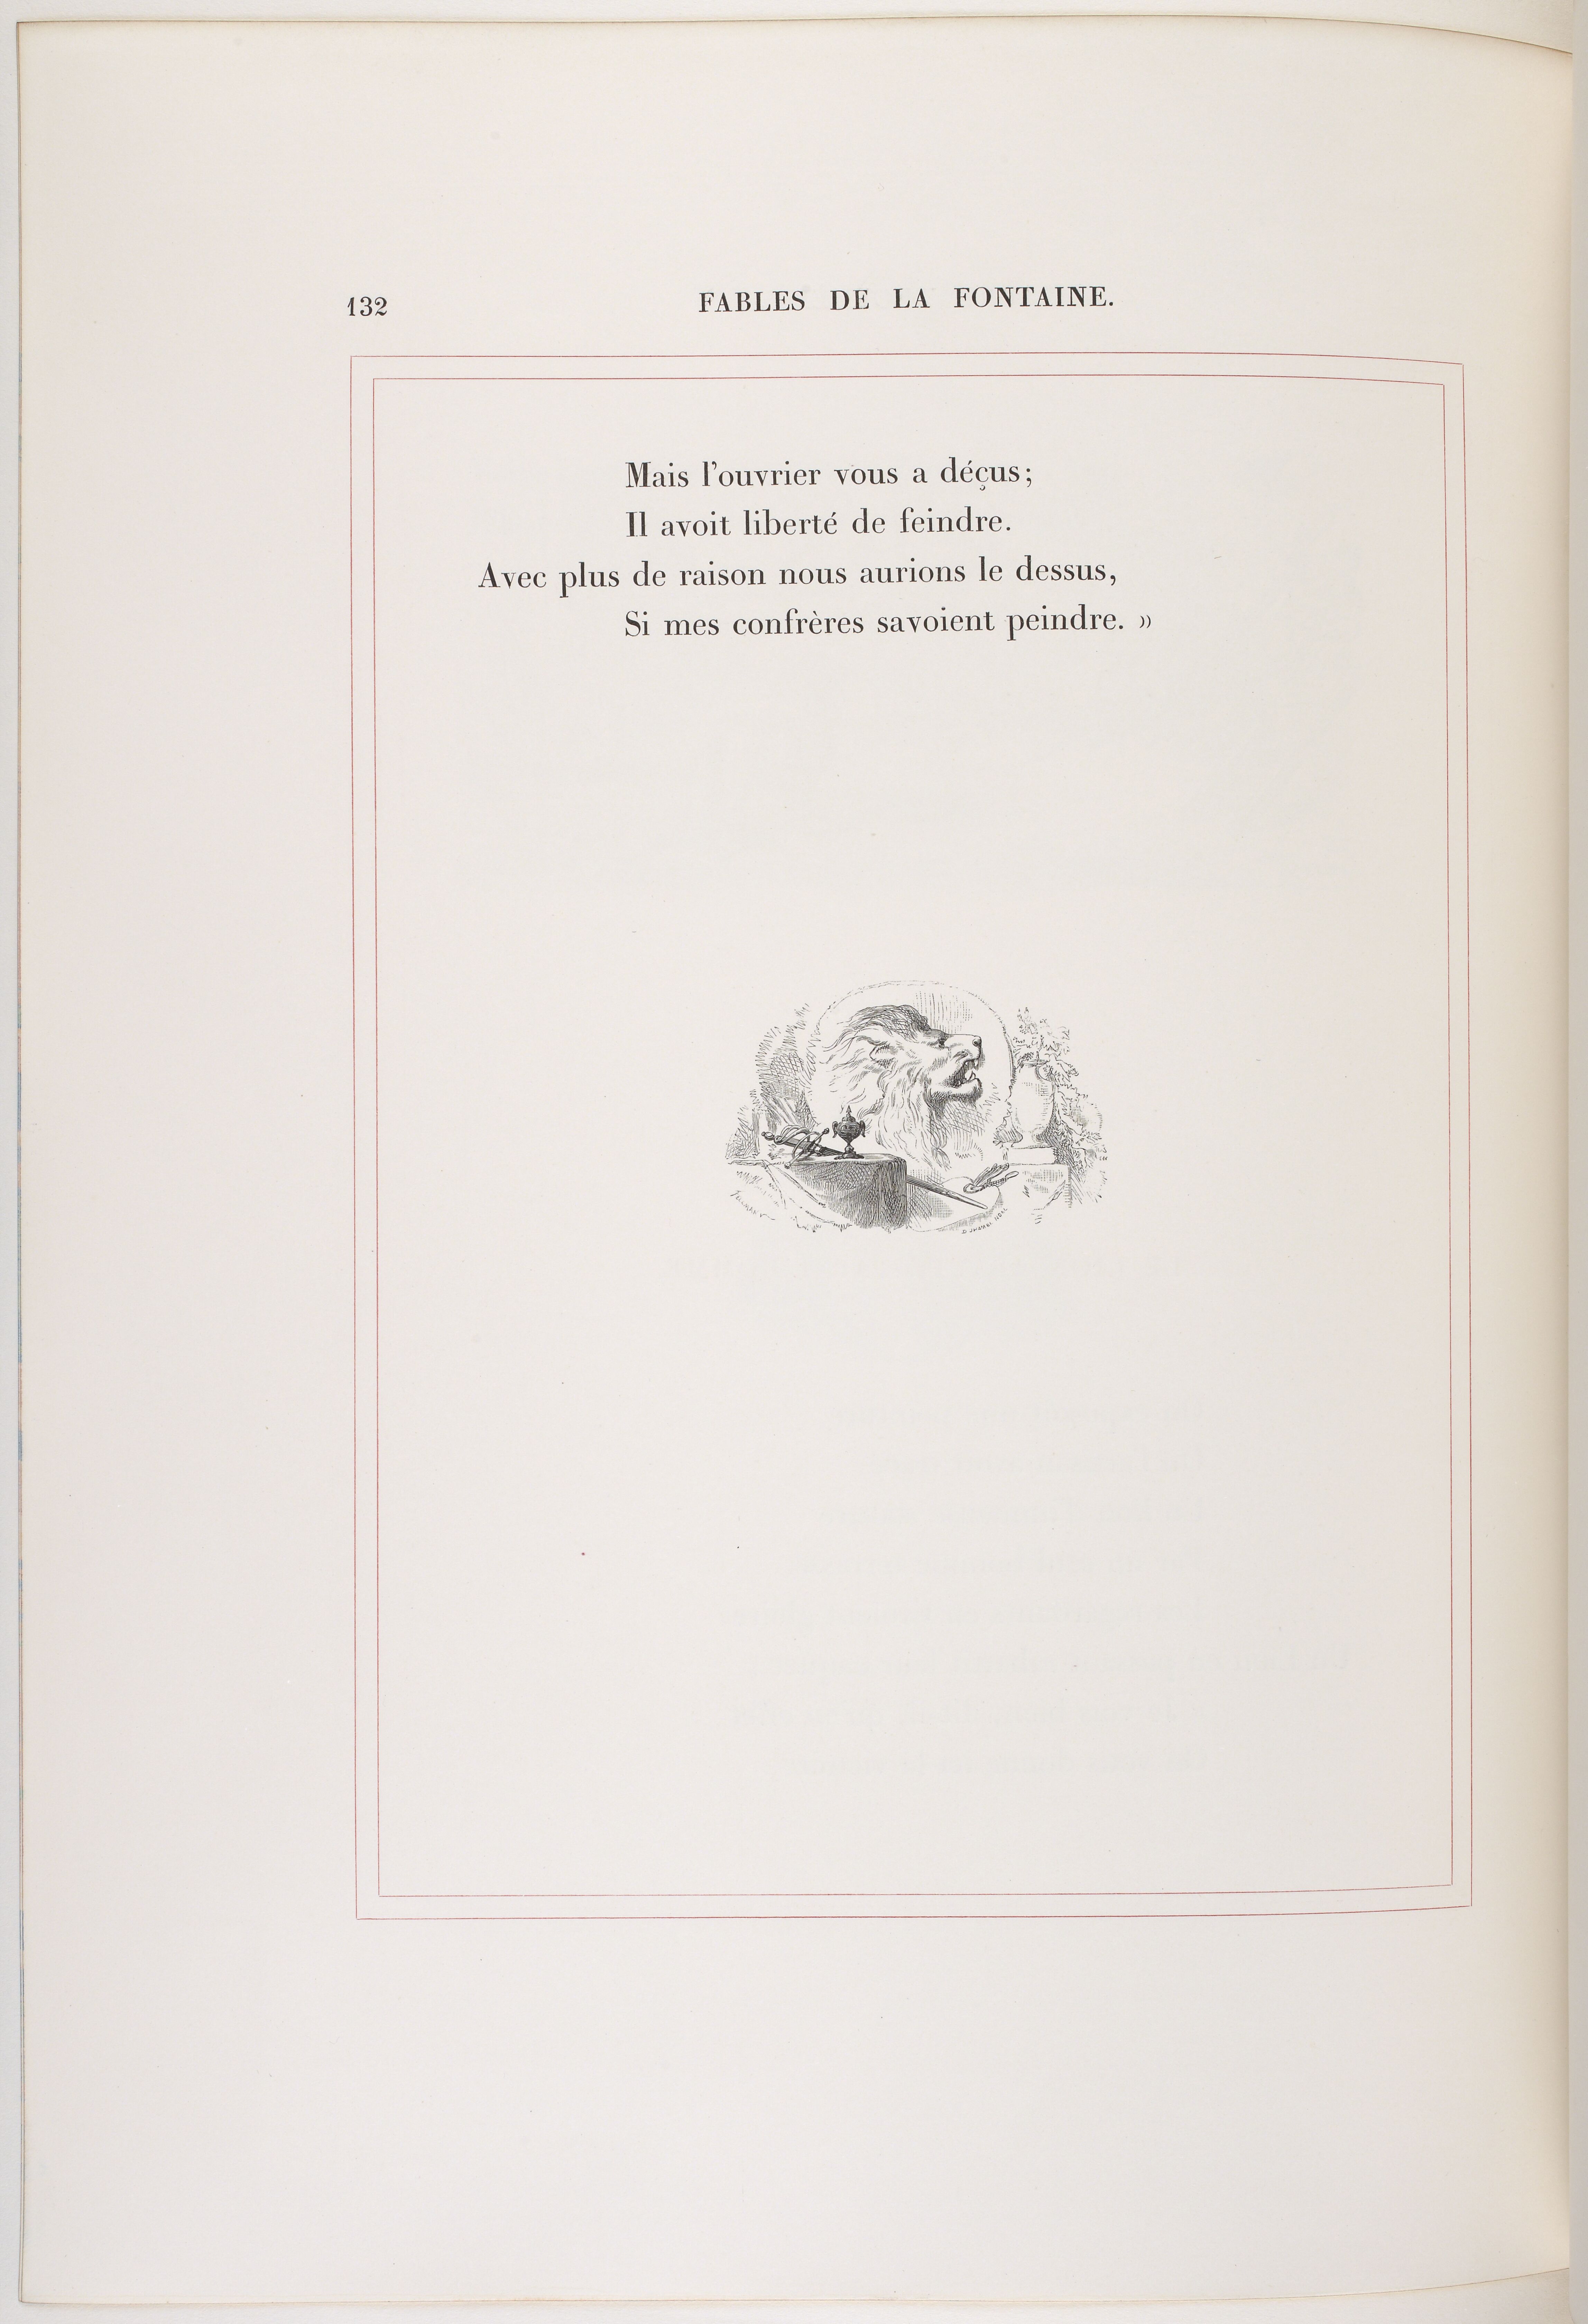 132
FABLES DE LA FONTAINE.
Mais l'ouvrier vous a déçus;
Il avoit liberté de feindre.
Avec plus de raison nous aurions le dessus,
Si mes confrères savoient peindre. »